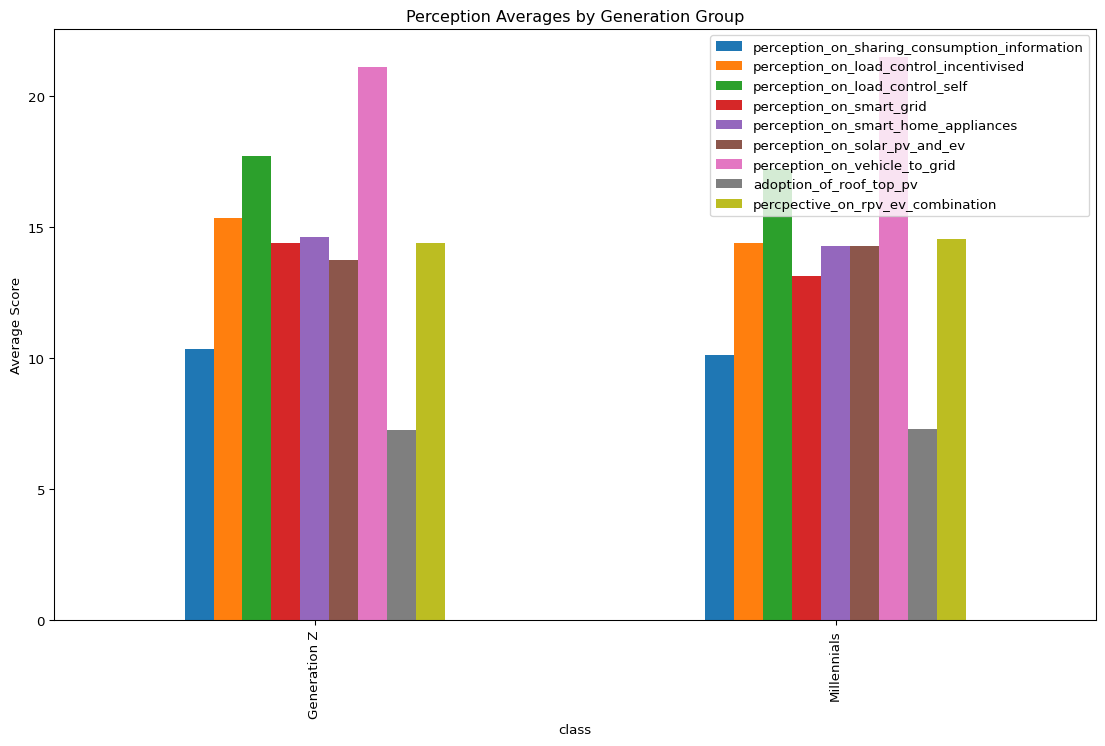 Perception Averages by Generation Group
perception_on_sharing_consumption_information
perception_on_load_control_incentivised
perception_on_load_control_self
perception_on_smart_grid
perception_on_smart_home_appliances
perception_on_solar_pv_and_ev
perception_on_vehicle_to_grid
adoption_of_roof_top_pv
percpective_on_rpv_ev_combination
Average Score
20
15
10
5
0
Generation Z
Millennials
class